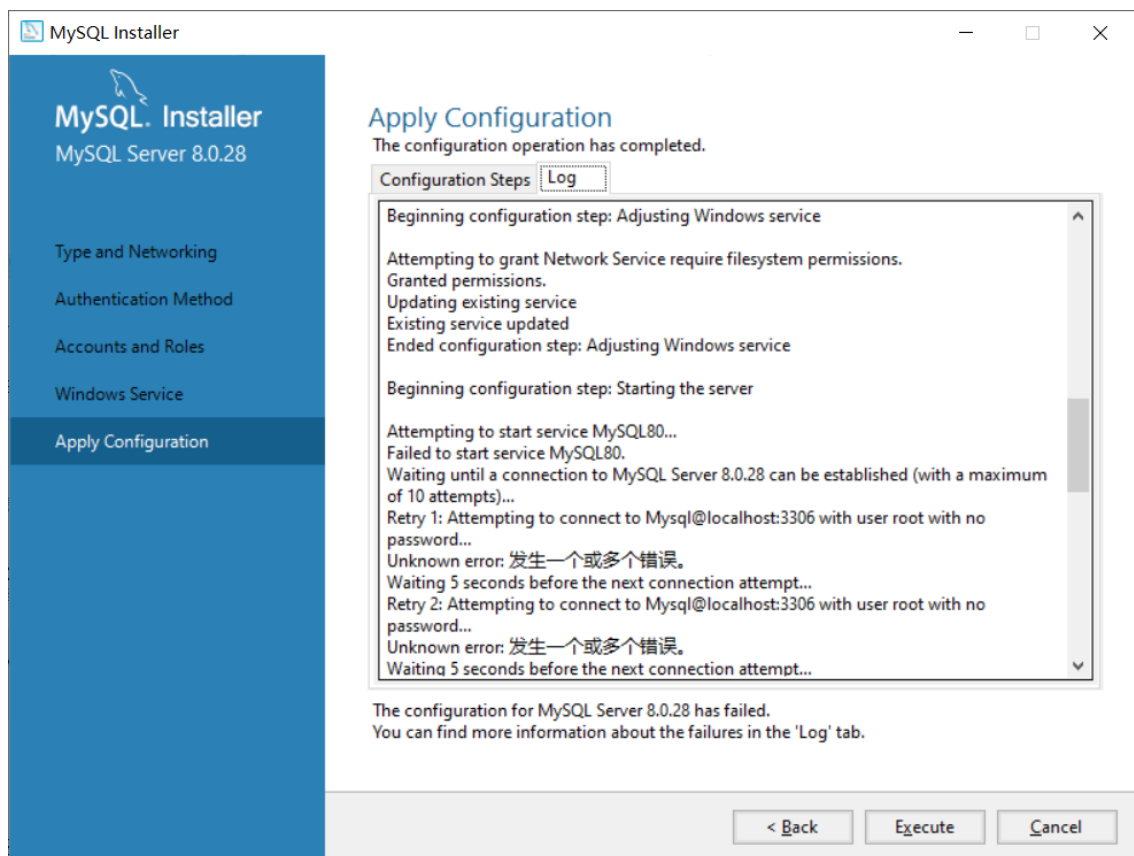 MySQL Installer
MySQL. Installer
MySQL Server 8.0.28
Type and Networking
Authentication Method
Accounts and Roles
Windows Service
Apply Configuration
Apply Configuration
The configuration operation has completed.
Configuration Steps
Log
Beginning configuration step: Adjusting Windows service
Attempting to grant Network Service require filesystem permissions.
Granted permissions.
Updating existing service
Existing service updated
Ended configuration step: Adjusting Windows service
Beginning configuration step: Starting the server
Attempting to start service MySQL80...
Failed to start service MySQL80.
Waiting until a connection to MySQL Server 8.0.28 can be established (with a maximum
of 10 attempts)...
Retry 1: Attempting to connect to Mysql@localhost:3306 with user root with no
password...
Unknown error: 发生一个或多个错误。
Waiting 5 seconds before the next connection attempt...
Retry 2: Attempting to connect to Mysql@localhost:3306 with user root with no
password...
Unknown error: 发生一个或多个错误。
Waiting 5 seconds before the next connection attempt...
The configuration for MySQL Server 8.0.28 has failed.
You can find more information about the failures in the 'Log' tab.
< Back
Execute
Cancel